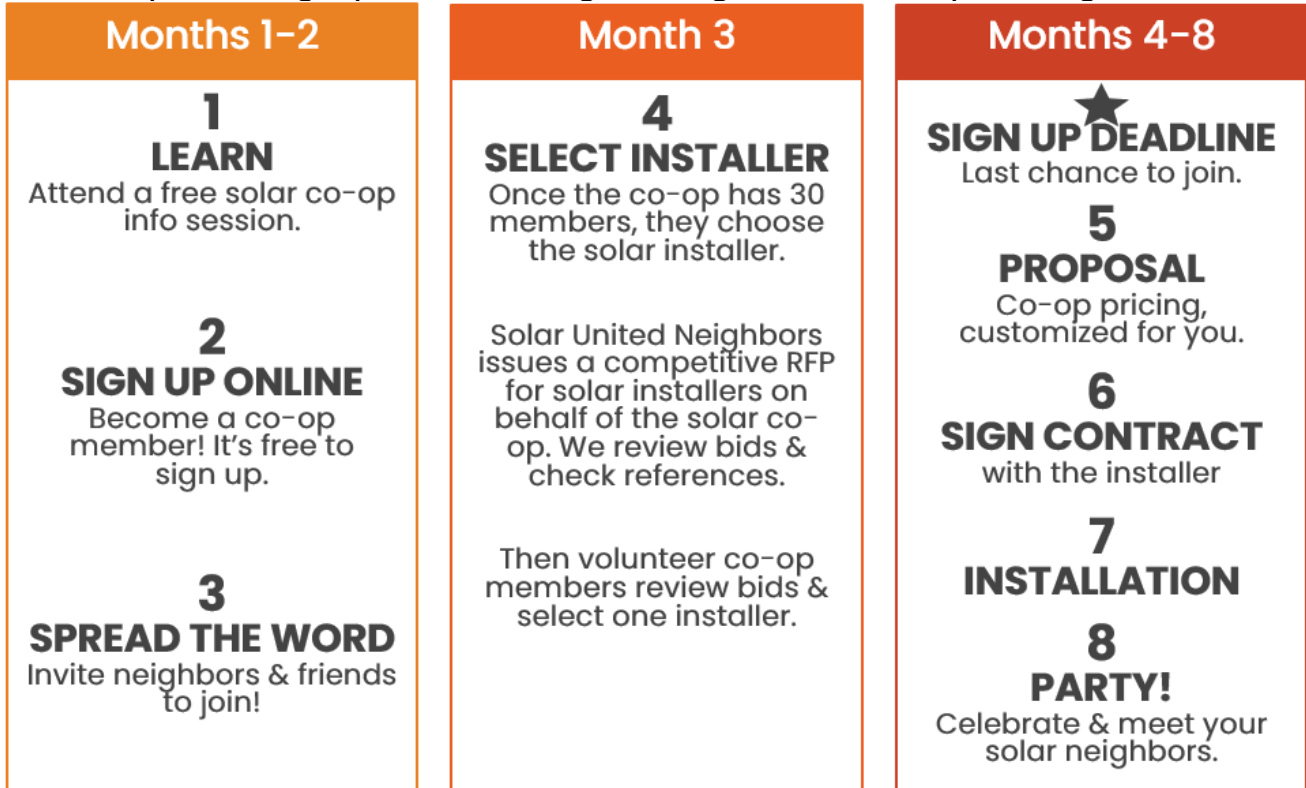 Months 1-2
1
LEARN
Attend a free solar co-op
info session.
2
SIGN UP ONLINE
Become a co-op
member! It's free to
sign up.
3
SPREAD THE WORD
Invite neighbors & friends
to join!
Month 3
4
SELECT INSTALLER
Once the co-op has 30
members, they choose
the solar installer.
Solar United Neighbors
issues a competitive RFP
for solar installers on
behalf of the solar co-
op. We review bids &
check references.
Then volunteer co-op
members review bids &
select one installer.
Months 4-8
SIGN UP DEADLINE
Last chance to join.
5
PROPOSAL
Co-op pricing,
customized for you.
6
SIGN CONTRACT
with the installer
7
INSTALLATION
8
PARTY!
Celebrate & meet your
solar neighbors.